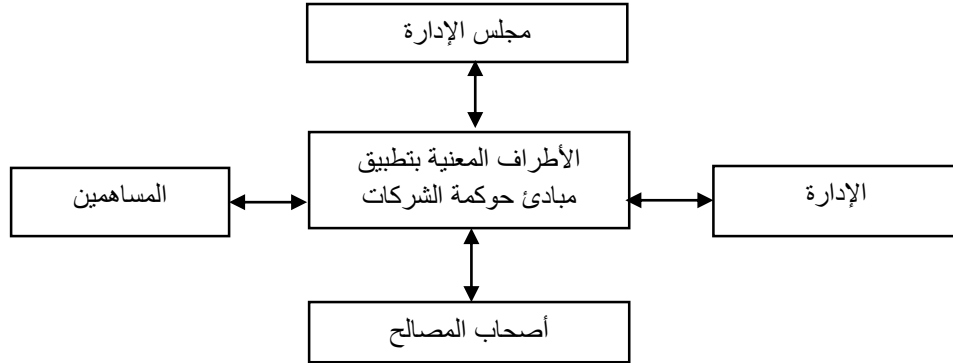 مجلس الإدارة
الأطراف المعنية بتطبيق
مبادئ حوكمة الشركات
الإدارة
المساهمين
أصحاب المصالح